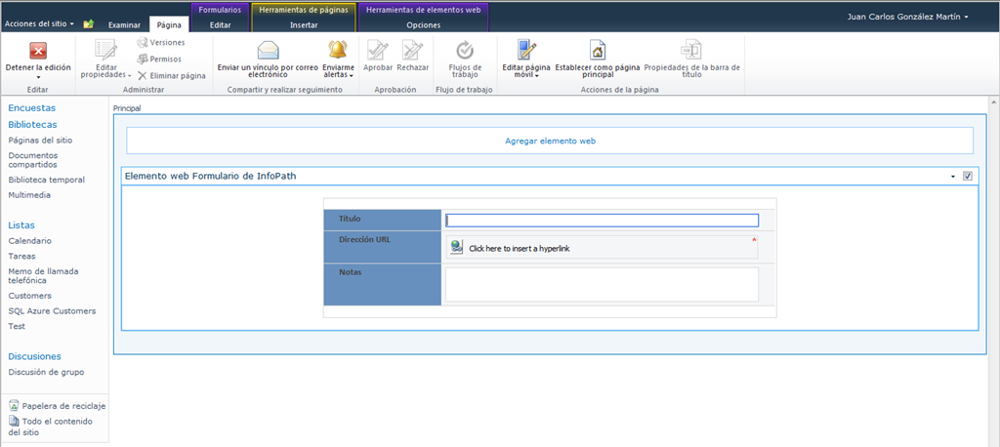 Formularios
Herramientas de páginas
Herramientas de elementos web
Acciones del sitio
Examinar
Página
Editar
Insertar
Opciones
Juan Carlos González Martín
Detener la edición
Editar
propiedades
Versiones
Permisos
Eliminar página
Enviar un vínculo por correo
electrónico
Enviarme
alertas
Aprobar
Rechazar
Flujos de
trabajo
Editar página
móvil
Establecer como página
principal
Propiedades de la barra de
título
Editar
Administrar
Compartir y realizar seguimiento
Aprobación
Flujo de trabajo
Acciones de la página
Encuestas
Bibliotecas
Páginas del sitio
Documentos
compartidos
Biblioteca temporal
Multimedia
Listas
Calendario
Tareas
Memo de llamada
telefónica
Customers
SQL Azure Customers
Test
Discusiones
Discusión de grupo
Papelera de reciclaje
Todo el contenido
del sitio
Principal
Agregar elemento web
Elemento web Formulario de InfoPath
Título
Dirección URL
Click here to insert a hyperlink
*
Notas